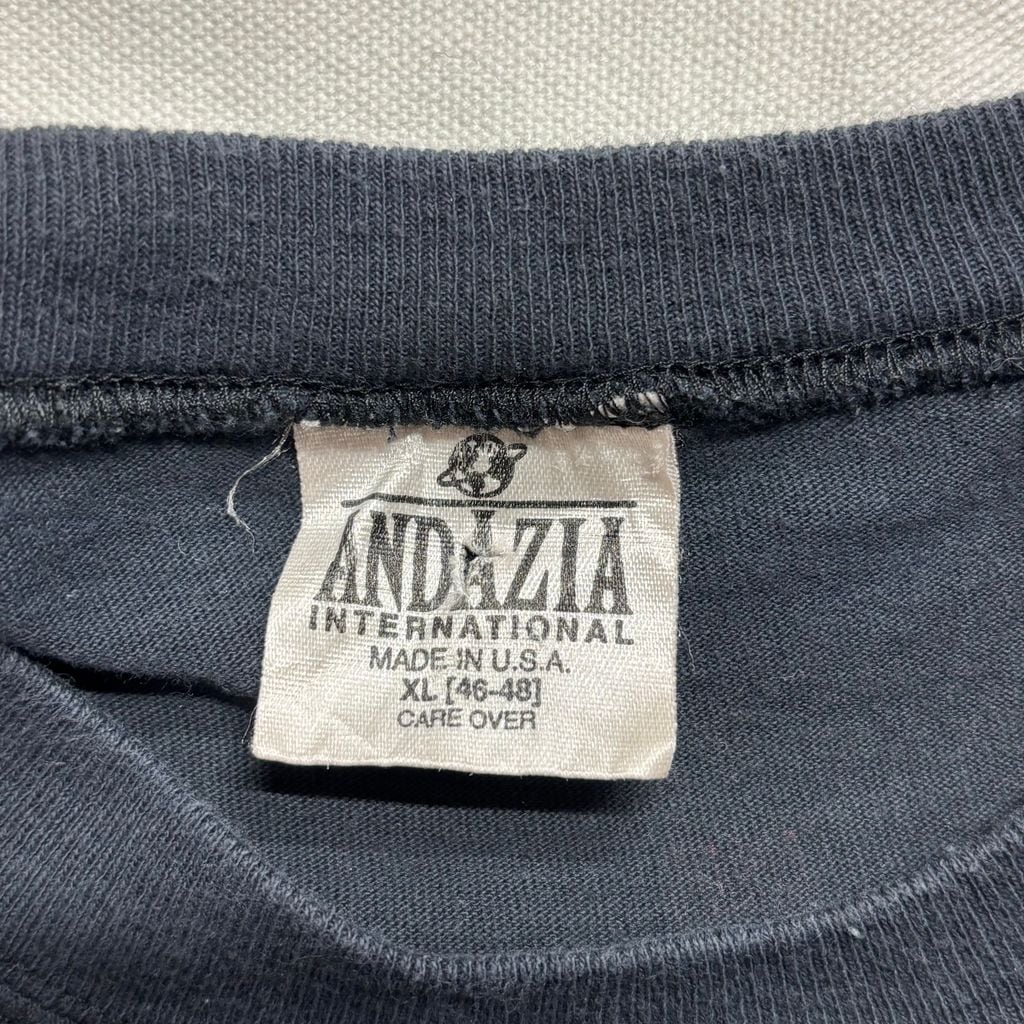 ANDAZIA
INTERNATIONAL
MADE IN U.S.A.
XL [46-48]
CARE OVER